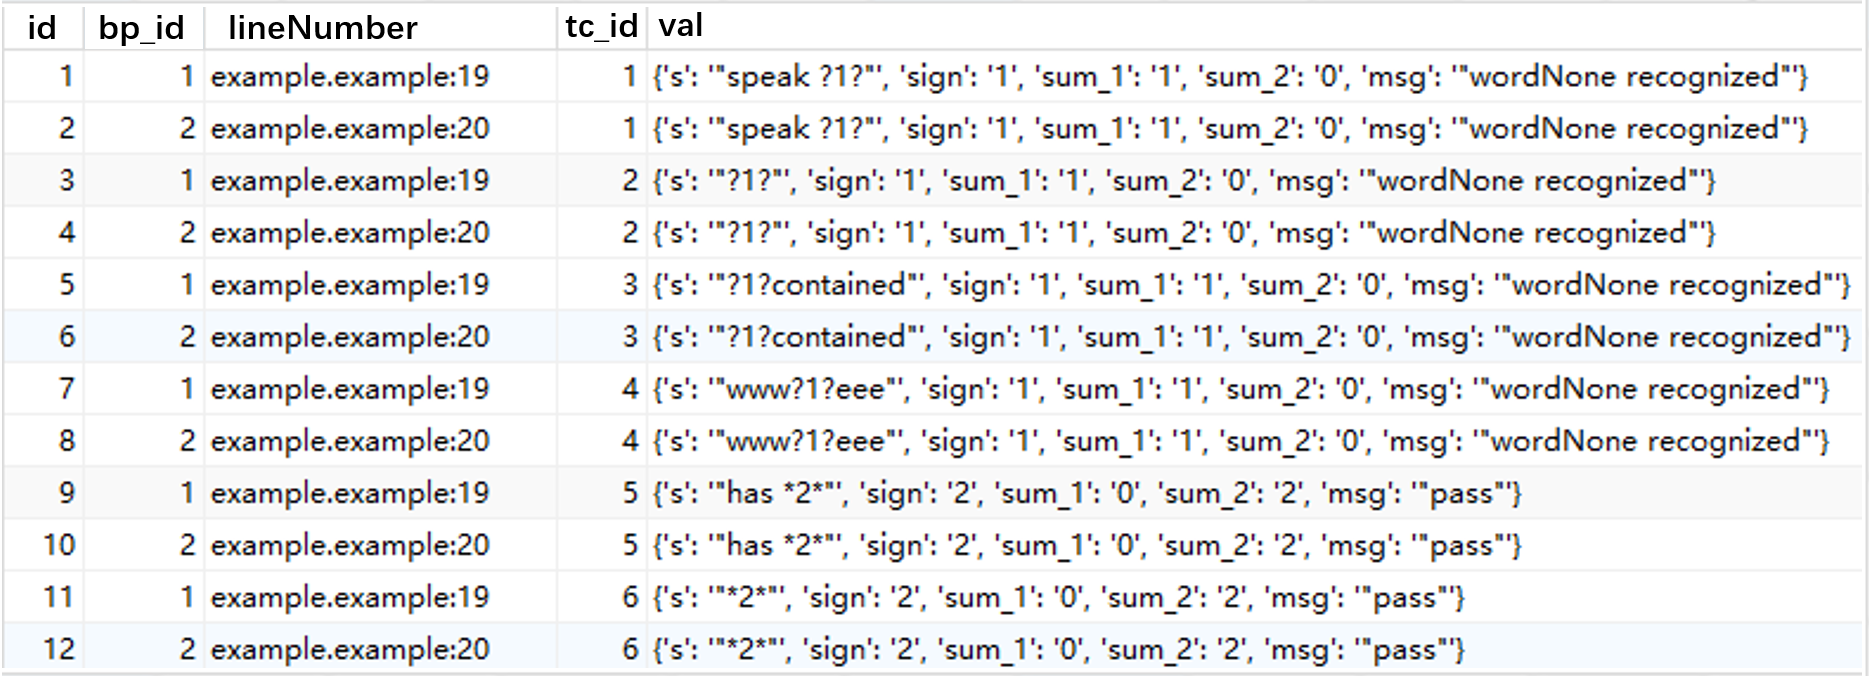 id bp_id lineNumber tc_id val
1 1 example.example:19 1 {'s': '"speak ?1?"', 'sign': '1', 'sum_1': '1', 'sum_2': '0', 'msg': '"wordNone recognized"'}
2 2 example.example:20 1 {'s': '"speak ?1?"', 'sign': '1', 'sum_1': '1', 'sum_2': '0', 'msg': '"wordNone recognized"'}
3 1 example.example:19 2 {'s': '"?1?"', 'sign': '1', 'sum_1': '1', 'sum_2': '0', 'msg': '"wordNone recognized"'}
4 2 example.example:20 2 {'s': '"?1?"', 'sign': '1', 'sum_1': '1', 'sum_2': '0', 'msg': '"wordNone recognized"'}
5 1 example.example:19 3 {'s': '"?1?contained"', 'sign': '1', 'sum_1': '1', 'sum_2': '0', 'msg': '"wordNone recognized"'}
6 2 example.example:20 3 {'s': '"?1?contained"', 'sign': '1', 'sum_1': '1', 'sum_2': '0', 'msg': '"wordNone recognized"'}
7 1 example.example:19 4 {'s': '"www?1?eee"', 'sign': '1', 'sum_1': '1', 'sum_2': '0', 'msg': '"wordNone recognized"'}
8 2 example.example:20 4 {'s': '"www?1?eee"', 'sign': '1', 'sum_1': '1', 'sum_2': '0', 'msg': '"wordNone recognized"'}
9 1 example.example:19 5 {'s': '"has *2*"', 'sign': '2', 'sum_1': '0', 'sum_2': '2', 'msg': '"pass"'}
10 2 example.example:20 5 {'s': '"has *2*"', 'sign': '2', 'sum_1': '0', 'sum_2': '2', 'msg': '"pass"'}
11 1 example.example:19 6 {'s': '"*2*"', 'sign': '2', 'sum_1': '0', 'sum_2': '2', 'msg': '"pass"'}
12 2 example.example:20 6 {'s': '"*2*"', 'sign': '2', 'sum_1': '0', 'sum_2': '2', 'msg': '"pass"'}